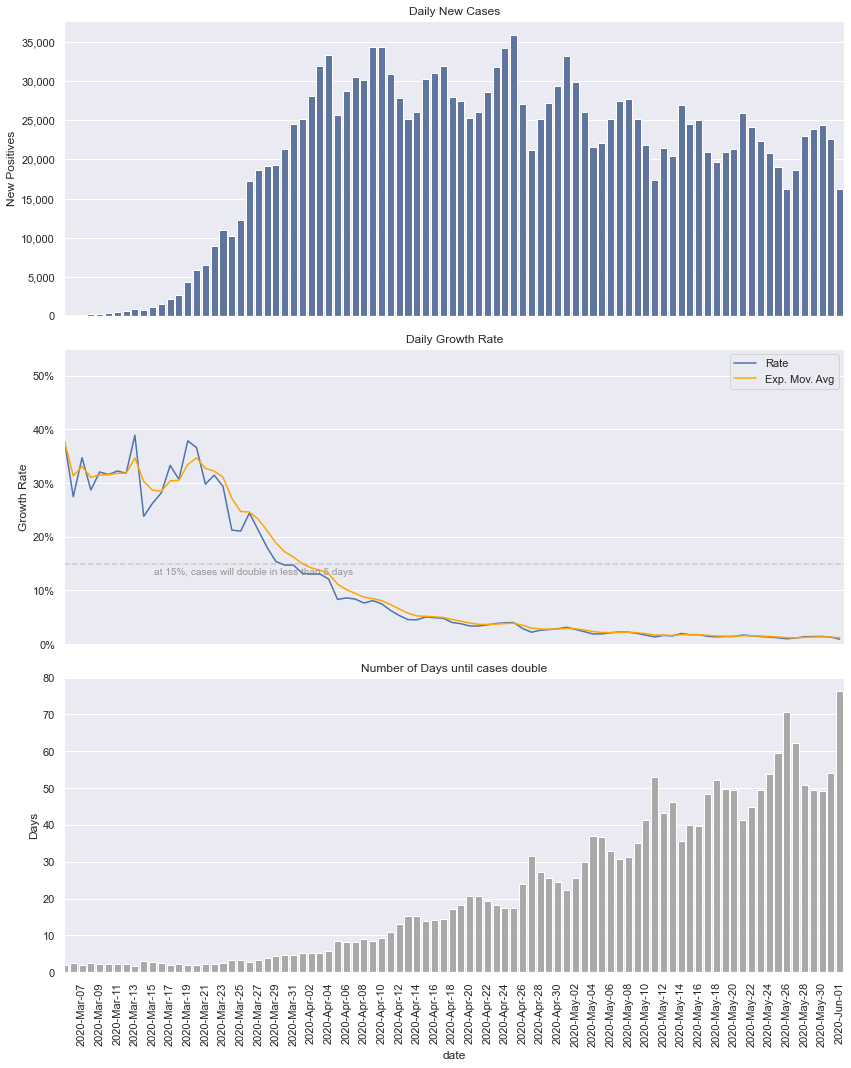 Daily New Cases
New Positives
35,000
30,000
25,000
20,000
15,000
10,000
5,000
0
Daily Growth Rate
Growth Rate
50%
40%
30%
20%
10%
0%
Rate
Exp. Mov. Avg
at 15%, cases will double in less than 5 days
Number of Days until cases double
Days
80
70
60
50
40
30
20
10
0
2020-Mar-07
2020-Mar-09
2020-Mar-11
2020-Mar-13
2020-Mar-15
2020-Mar-17
2020-Mar-19
2020-Mar-21
2020-Mar-23
2020-Mar-25
2020-Mar-27
2020-Mar-29
2020-Mar-31
2020-Apr-02
2020-Apr-04
2020-Apr-06
2020-Apr-08
2020-Apr-10
2020-Apr-12
2020-Apr-14
2020-Apr-16
2020-Apr-18
2020-Apr-20
2020-Apr-22
2020-Apr-24
2020-Apr-26
2020-Apr-28
2020-Apr-30
2020-May-02
2020-May-04
2020-May-06
2020-May-08
2020-May-10
2020-May-12
2020-May-14
2020-May-16
2020-May-18
2020-May-20
2020-May-22
2020-May-24
2020-May-26
2020-May-28
2020-May-30
2020-Jun-01
date